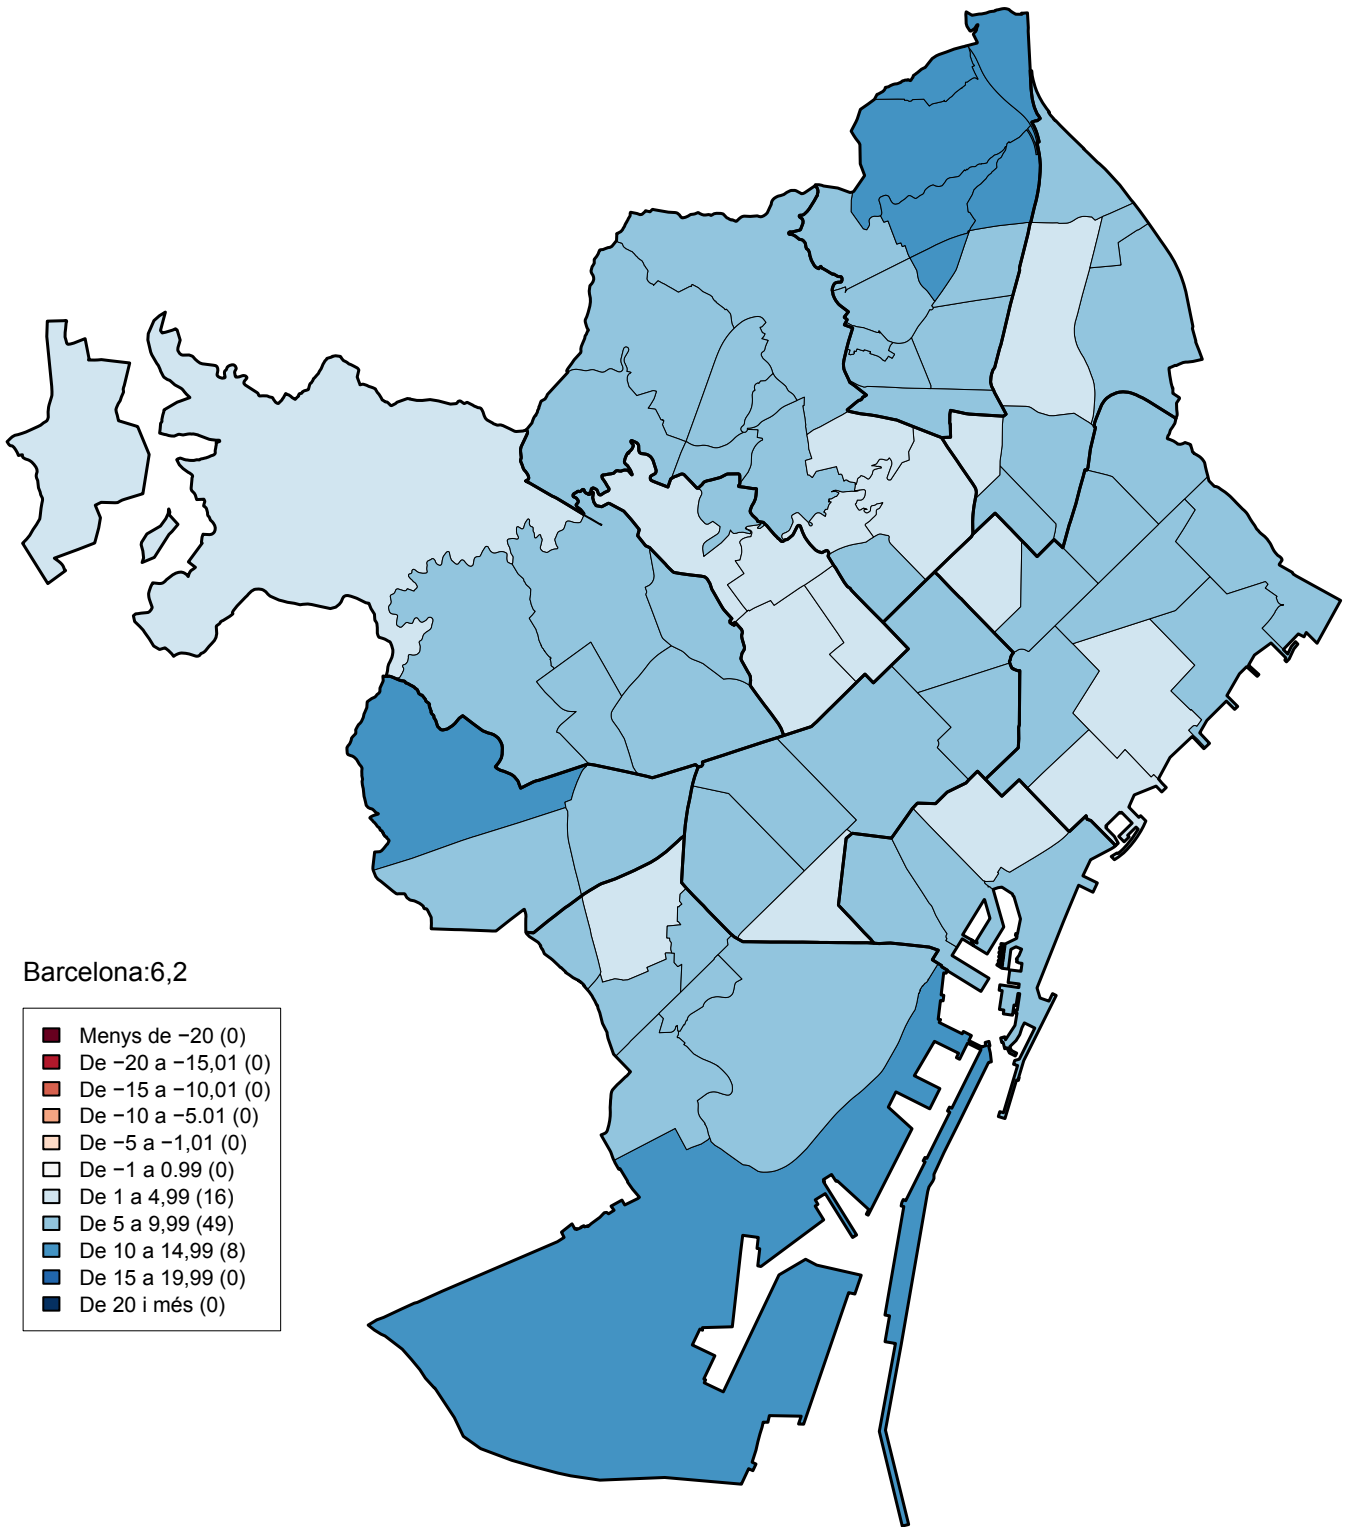 Barcelona:6,2
Menys de −20 (0)
De −20 a −15,01 (0)
De −15 a −10,01 (0)
De −10 a −5.01 (0)
De −5 a −1,01 (0)
De −1 a 0.99 (0)
De 1 a 4,99 (16)
De 5 a 9,99 (49)
De 10 a 14,99 (8)
De 15 a 19,99 (0)
De 20 i més (0)